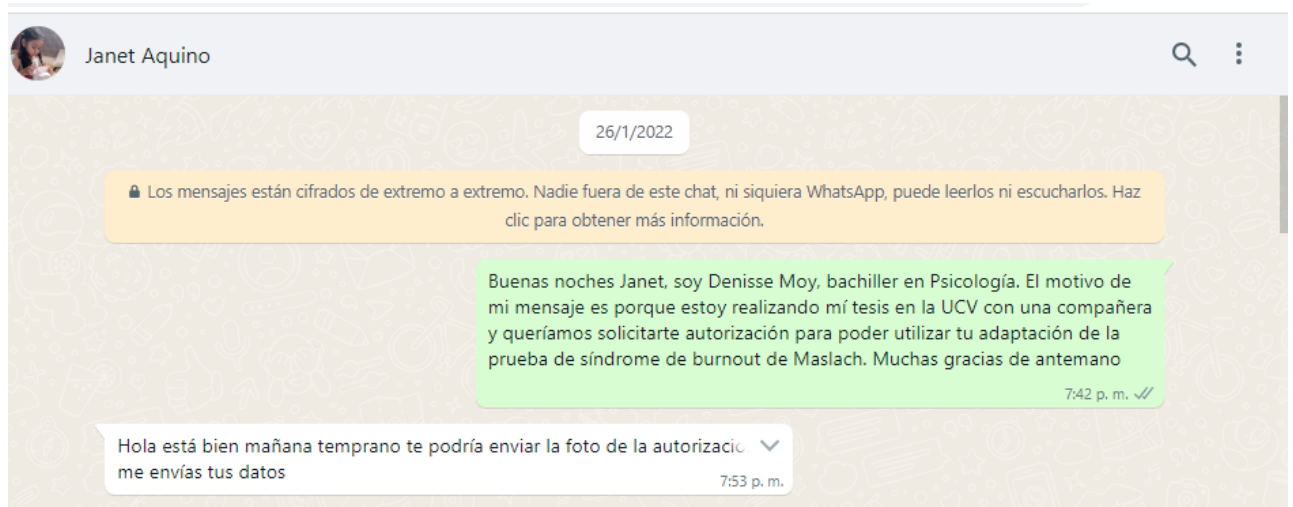 Janet Aquino
26/1/2022
Los mensajes están cifrados de extremo a extremo. Nadie fuera de este chat, ni siquiera WhatsApp, puede leerlos ni escucharlos. Haz
clic para obtener más información.
Buenas noches Janet, soy Denisse Moy, bachiller en Psicología. El motivo de
mi mensaje es porque estoy realizando mí tesis en la UCV con una compañera
y queríamos solicitarte autorización para poder utilizar tu adaptación de la
prueba de síndrome de burnout de Maslach. Muchas gracias de antemano
7:42 p. m.
Hola está bien mañana temprano te podría enviar la foto de la
me envías tus datos
7:53 p. m.